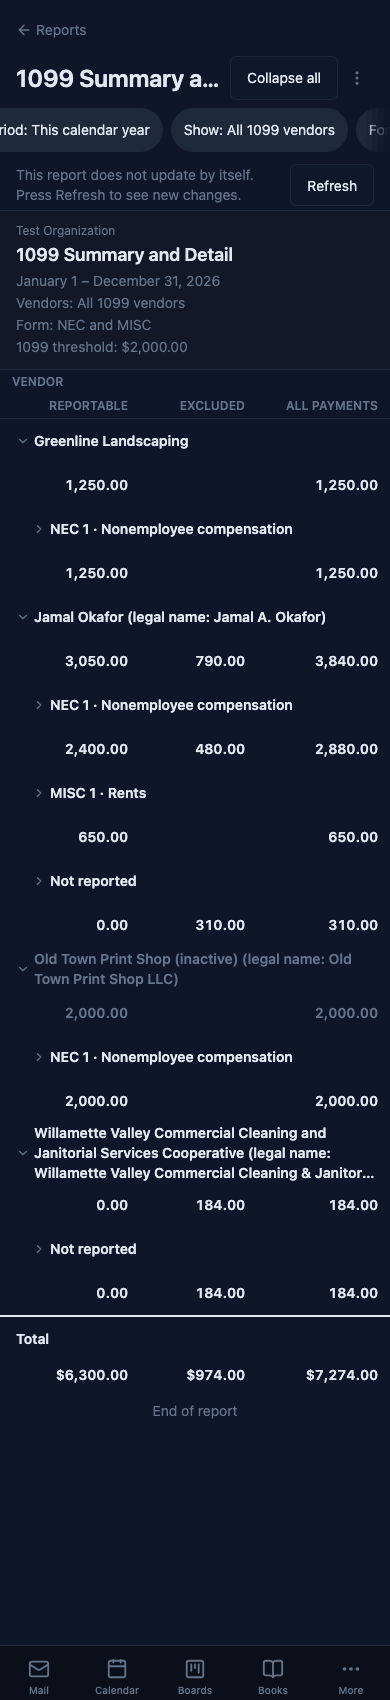 Reports
1099 Summary a...
Collapse all
riod: This calendar year
Show: All 1099 vendors
Fo
This report does not update by itself.
Press Refresh to see new changes.
Refresh
Test Organization
1099 Summary and Detail
January 1 – December 31, 2026
Vendors: All 1099 vendors
Form: NEC and MISC
1099 threshold: $2,000.00
VENDOR
REPORTABLE EXCLUDED ALL PAYMENTS
Greenline Landscaping
1,250.00 1,250.00
NEC 1 · Nonemployee compensation
1,250.00 1,250.00
Jamal Okafor (legal name: Jamal A. Okafor)
3,050.00 790.00 3,840.00
NEC 1 · Nonemployee compensation
2,400.00 480.00 2,880.00
MISC 1 · Rents
650.00 650.00
Not reported
0.00 310.00 310.00
Old Town Print Shop (inactive) (legal name: Old
Town Print Shop LLC)
2,000.00 2,000.00
NEC 1 · Nonemployee compensation
2,000.00 2,000.00
Willamette Valley Commercial Cleaning and
Janitorial Services Cooperative (legal name:
Willamette Valley Commercial Cleaning & Janitor...
0.00 184.00 184.00
Not reported
0.00 184.00 184.00
Total
$6,300.00 $974.00 $7,274.00
End of report
Mail Calendar Boards Books More